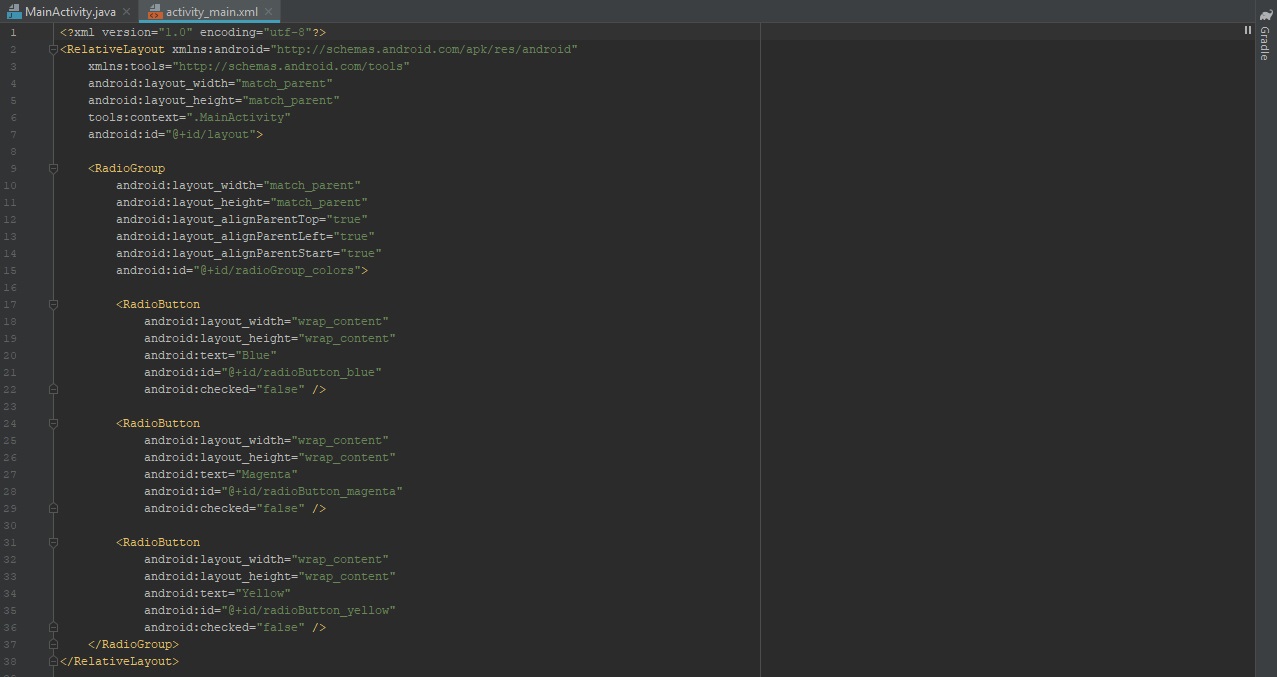 MainActivity.java × activity_main.xml ×
1 <?xml version="1.0" encoding="utf-8"?>
2 <RelativeLayout xmlns:android="http://schemas.android.com/apk/res/android"
3 xmlns:tools="http://schemas.android.com/tools"
4 android:layout_width="match_parent"
5 android:layout_height="match_parent"
6 tools:context=".MainActivity"
7 android:id="@+id/layout">
8
9 <RadioGroup
10 android:layout_width="match_parent"
11 android:layout_height="match_parent"
12 android:layout_alignParentTop="true"
13 android:layout_alignParentLeft="true"
14 android:layout_alignParentStart="true"
15 android:id="@+id/radioGroup_colors">
16
17 <RadioButton
18 android:layout_width="wrap_content"
19 android:layout_height="wrap_content"
20 android:text="Blue"
21 android:id="@+id/radioButton_blue"
22 android:checked="false" />
23
24 <RadioButton
25 android:layout_width="wrap_content"
26 android:layout_height="wrap_content"
27 android:text="Magenta"
28 android:id="@+id/radioButton_magenta"
29 android:checked="false" />
30
31 <RadioButton
32 android:layout_width="wrap_content"
33 android:layout_height="wrap_content"
34 android:text="Yellow"
35 android:id="@+id/radioButton_yellow"
36 android:checked="false" />
37 </RadioGroup>
38 </RelativeLayout>
Gradle